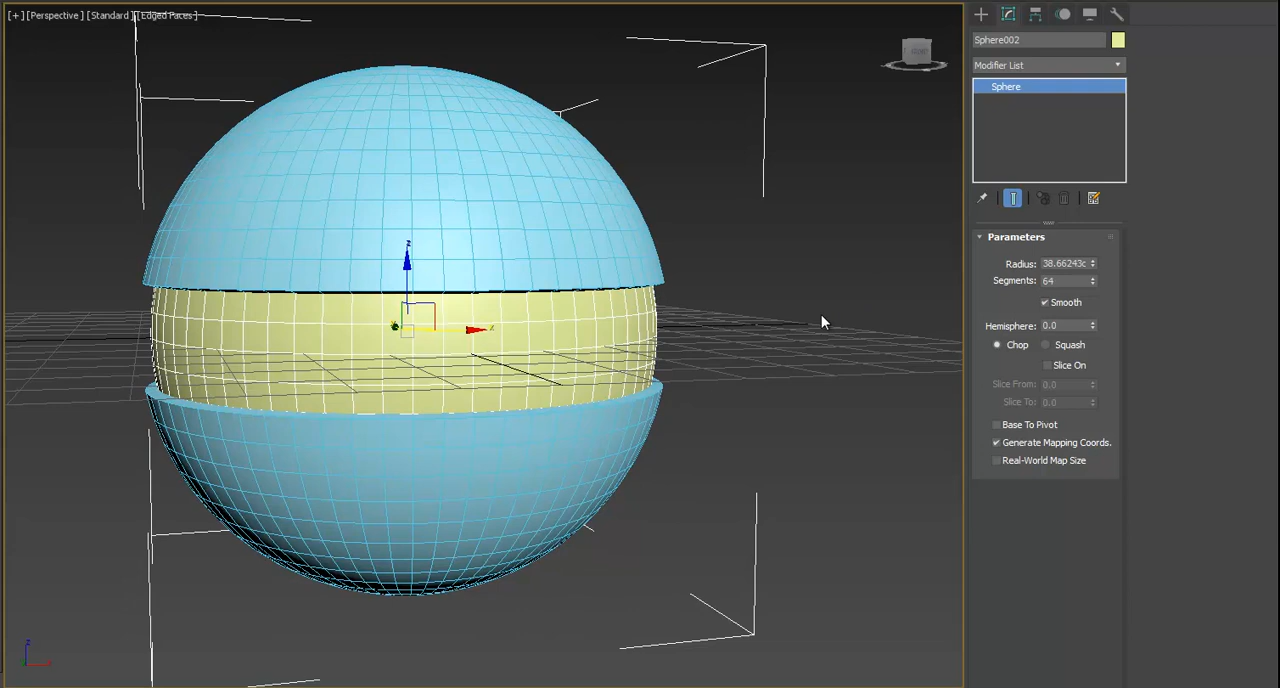 [+] [Perspective] [Standard] [Edged Faces]
Sphere002
Modifier List
Sphere
Parameters
Radius: 38.66243c
Segments: 64
Smooth
Hemisphere: 0.0
Chop Squash
Slice On
Slice From: 0.0
Slice To: 0.0
Base To Pivot
Generate Mapping Coords.
Real-World Map Size
z
x
z